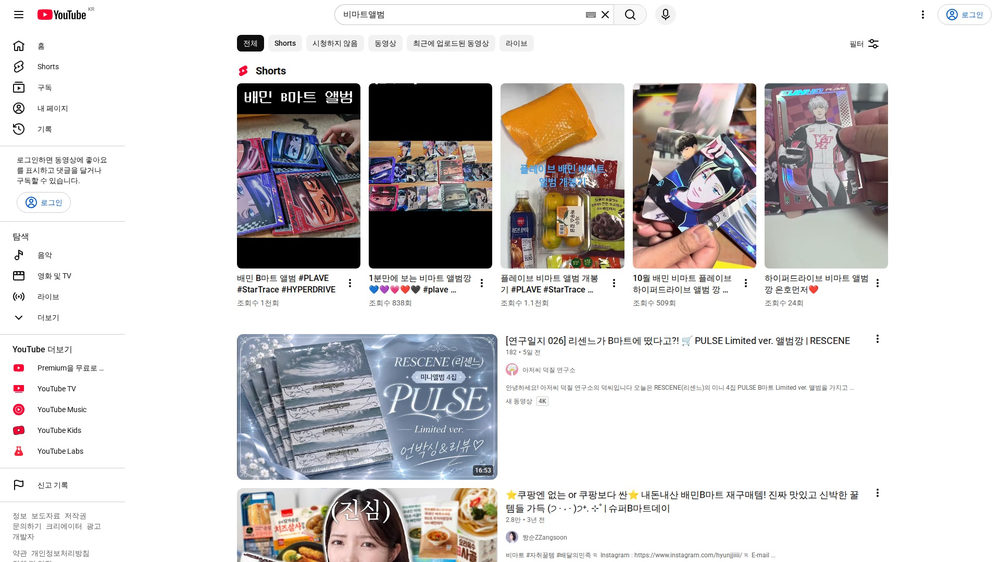 YouTube KR
비마트앨범
로그인
홈
Shorts
구독
내 페이지
기록
로그인하면 동영상에 좋아요
를 표시하고 댓글을 달거나
구독할 수 있습니다.
로그인
탐색
음악
영화 및 TV
라이브
더보기
YouTube 더보기
Premium을 무료로 ...
YouTube TV
YouTube Music
YouTube Kids
YouTube Labs
신고 기록
정보 보도자료 저작권
문의하기 크리에이터 광고
개발자
약관 개인정보처리방침
전체 Shorts 시청하지 않음 동영상 최근에 업로드된 동영상 라이브
필터
Shorts
배민 B마트 앨범
배민 B마트 앨범 #PLAVE
#StarTrace #HYPERDRIVE
조회수 1천회
1분만에 보는 비마트 앨범깡
💙💜💗❤️🖤 #plave ...
조회수 838회
플레이브 배민 비마트
앨범 개봉기
플레이브 비마트 앨범 개봉
기 #PLAVE #StarTrace ...
조회수 1.1천회
10월 배민 비마트 플레이브
하이퍼드라이브 앨범 깡 ...
조회수 509회
하이퍼드라이브 비마트 앨범
깡 은호먼저❤️
조회수 24회
RESCENE (리센느)
미니앨범 4집
PULSE
Limited ver.
언박싱&리뷰♡
16:53
[연구일지 026] 리센느가 B마트에 떴다고?! 🛒 PULSE Limited ver. 앨범깡 | RESCENE
182 • 5일 전
아저씨 덕질 연구소
안녕하세요! 아저씨 덕질 연구소의 덕씨입니다 오늘은 RESCENE(리센느)의 미니 4집 PULSE B마트 Limited ver. 앨범을 가지고 ...
새 동영상 4K
(진심)
⭐쿠팡엔 없는 or 쿠팡보다 싼⭐ 내돈내산 배민B마트 재구매템! 진짜 맛있고 신박한 꿀
템들 가득 (੭ ˙ᵕ˙ )੭⁺. ⊹˚ | 슈퍼B마트데이
2.8만 • 3년 전
짱순ZZangsoon
비마트 #자취꿀템 #배달의민족 ఇ Instagram : https://www.instagram.com/hyunjjiiii/ ఇ E-mail ...